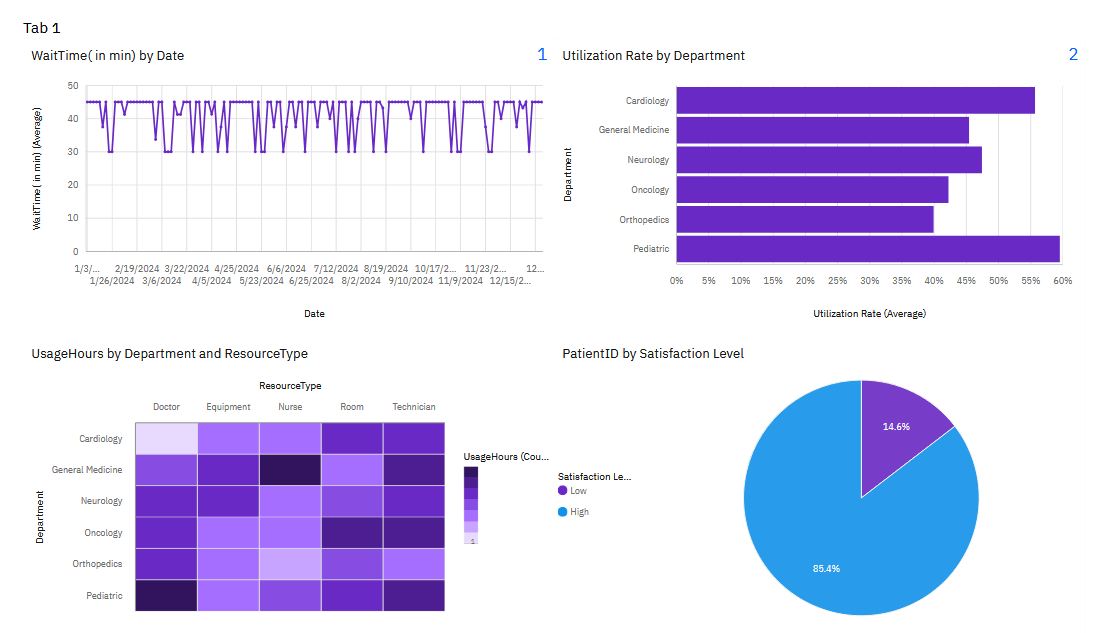 Tab 1
WaitTime( in min) by Date
1
WaitTime( in min) (Average)
50
40
30
20
10
0
1/3/... 2/19/2024 3/22/2024 4/25/2024 6/6/2024 7/12/2024 8/19/2024 10/17/2... 11/23/2... 12...
1/26/2024 3/6/2024 4/5/2024 5/23/2024 6/25/2024 8/2/2024 9/10/2024 11/9/2024 12/15/2...
Date
Utilization Rate by Department
2
Department
Cardiology
General Medicine
Neurology
Oncology
Orthopedics
Pediatric
0% 5% 10% 15% 20% 25% 30% 35% 40% 45% 50% 55% 60%
Utilization Rate (Average)
UsageHours by Department and ResourceType
ResourceType
Doctor Equipment Nurse Room Technician
Department
Cardiology
General Medicine
Neurology
Oncology
Orthopedics
Pediatric
UsageHours (Cou...
1
PatientID by Satisfaction Level
Satisfaction Le...
Low
High
14.6%
85.4%